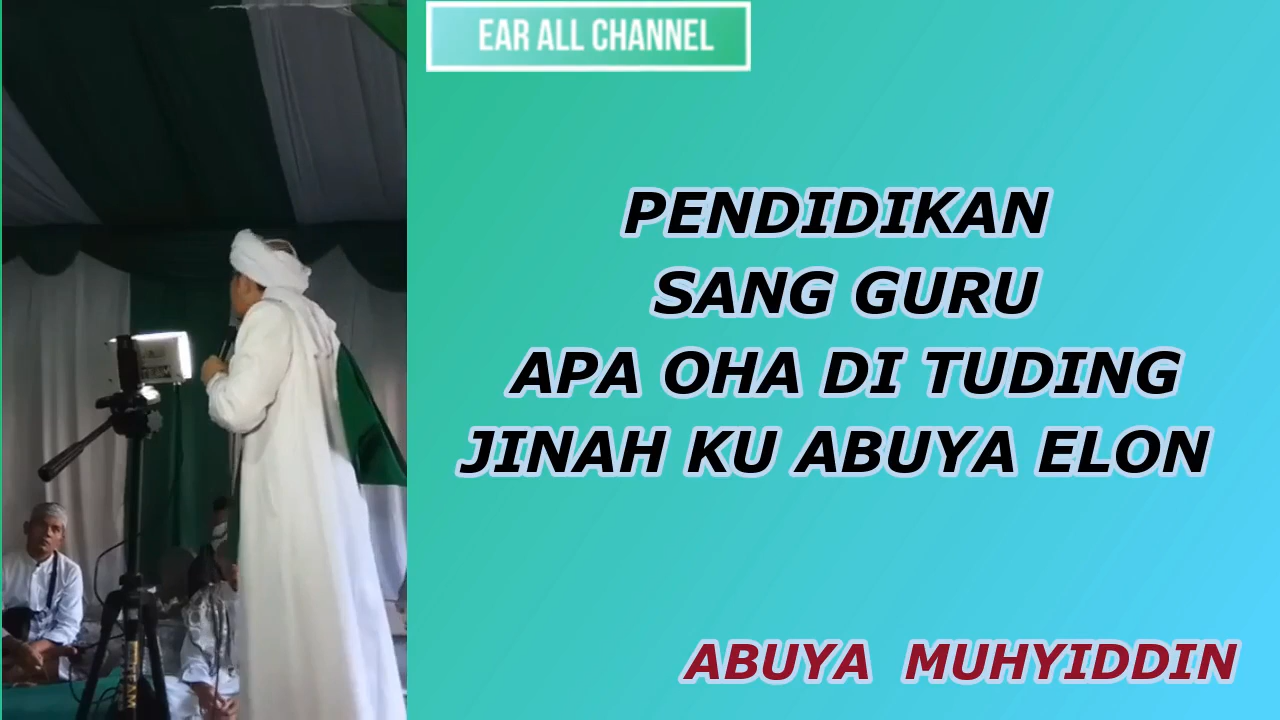 EAR ALL CHANNEL
PENDIDIKAN
SANG GURU
APA OHA DI TUDING
JINAH KU ABUYA ELON
ABUYA MUHYIDDIN